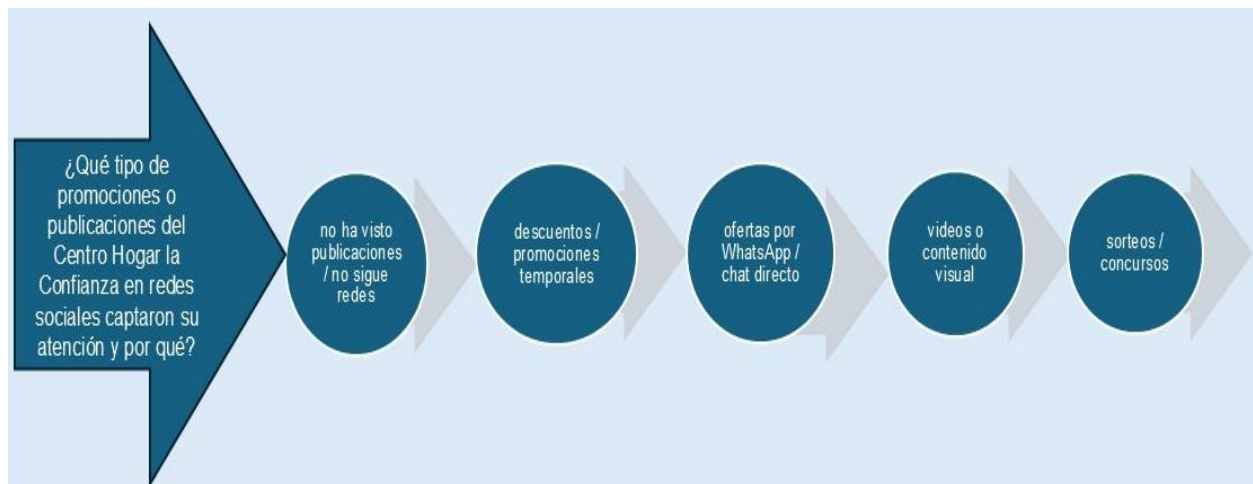 ¿Qué tipo de
promociones o
publicaciones del
Centro Hogar la
Confianza en redes
sociales captaron su
atención y por qué?
no ha visto
publicaciones
/ no sigue
redes
descuentos /
promociones
temporales
ofertas por
WhatsApp /
chat directo
videos o
contenido
visual
sorteos /
concursos